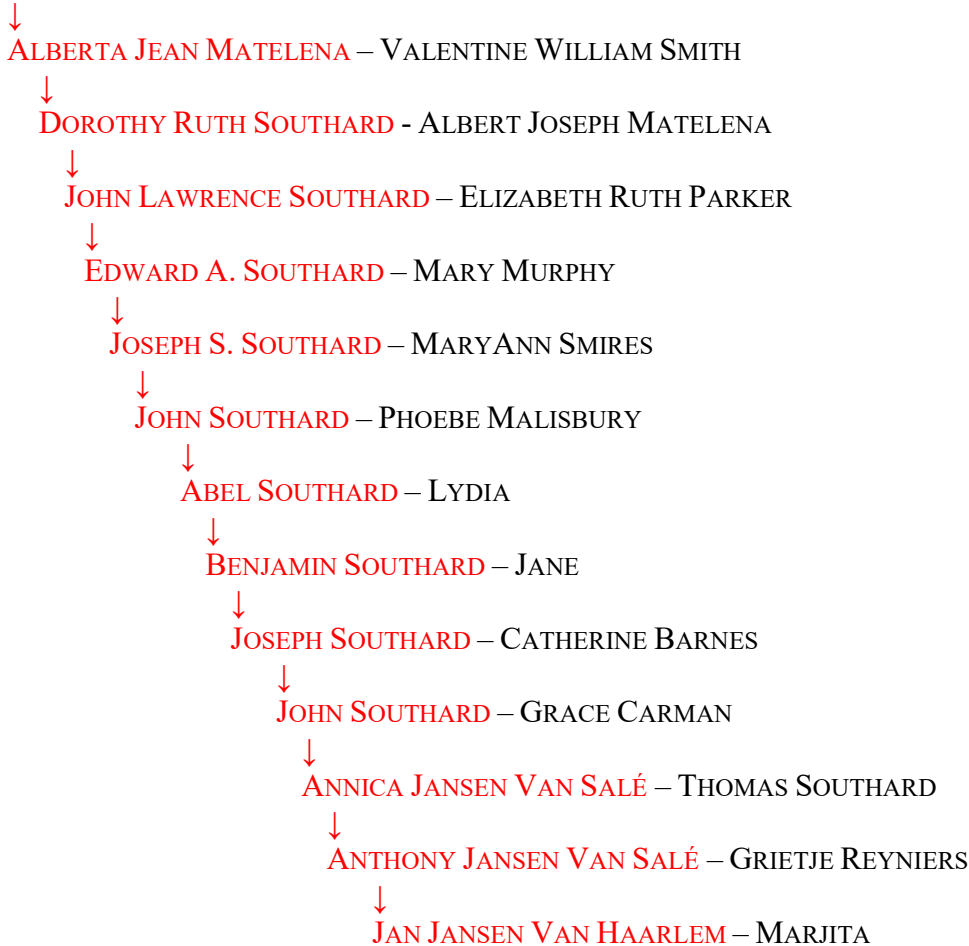 ↓
ALBERTA JEAN MATELENA – VALENTINE WILLIAM SMITH
↓
DOROTHY RUTH SOUTHARD - ALBERT JOSEPH MATELENA
↓
JOHN LAWRENCE SOUTHARD – ELIZABETH RUTH PARKER
↓
EDWARD A. SOUTHARD – MARY MURPHY
↓
JOSEPH S. SOUTHARD – MARYANN SMIRES
↓
JOHN SOUTHARD – PHOEBE MALISBURY
↓
ABEL SOUTHARD – LYDIA
↓
BENJAMIN SOUTHARD – JANE
↓
JOSEPH SOUTHARD – CATHERINE BARNES
↓
JOHN SOUTHARD – GRACE CARMAN
↓
ANNICA JANSEN VAN SALÉ – THOMAS SOUTHARD
↓
ANTHONY JANSEN VAN SALÉ – GRIETJE REYNIERS
↓
JAN JANSEN VAN HAARLEM – MARJITA